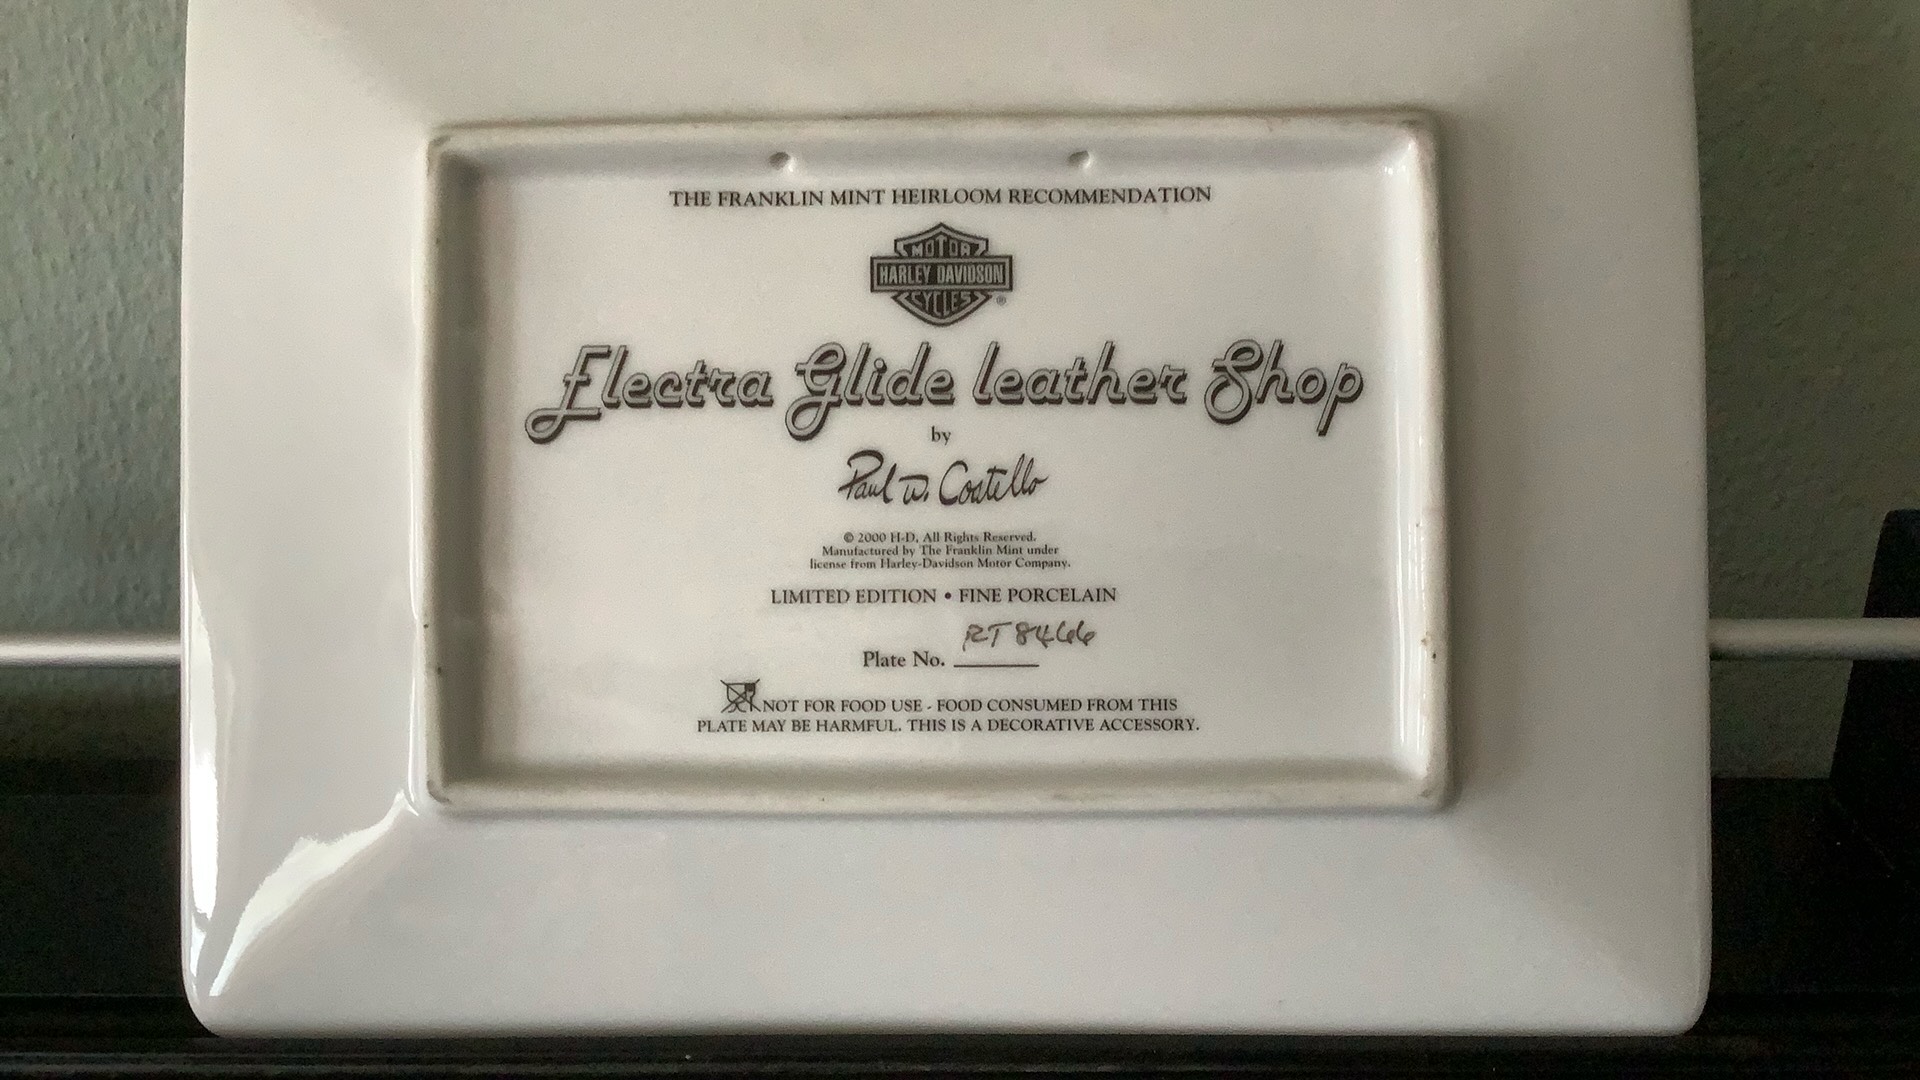 THE FRANKLIN MINT HEIRLOOM RECOMMENDATION
MOTOR
HARLEY DAVIDSON
CYCLES ®
Electra Glide leather Shop
by
Paul W. Costello
© 2000 H-D, All Rights Reserved.
Manufactured by The Franklin Mint under
license from Harley-Davidson Motor Company.
LIMITED EDITION • FINE PORCELAIN
RT8466
Plate No. ________
NOT FOR FOOD USE - FOOD CONSUMED FROM THIS
PLATE MAY BE HARMFUL. THIS IS A DECORATIVE ACCESSORY.